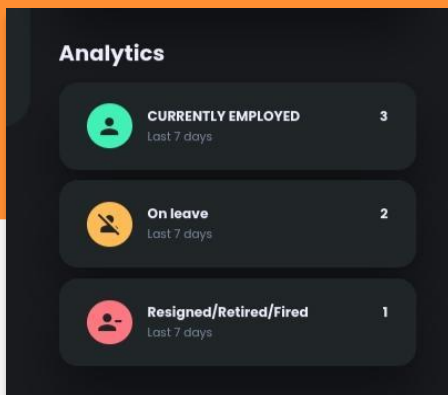 Analytics
CURRENTLY EMPLOYED 3
Last 7 days
On leave 2
Last 7 days
Resigned/Retired/Fired 1
Last 7 days